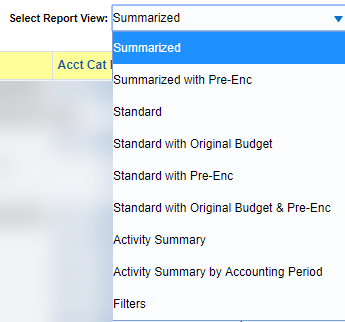 Select Report View: Summarized
Acct Cat
Summarized
Summarized with Pre-Enc
Standard
Standard with Original Budget
Standard with Pre-Enc
Standard with Original Budget & Pre-Enc
Activity Summary
Activity Summary by Accounting Period
Filters